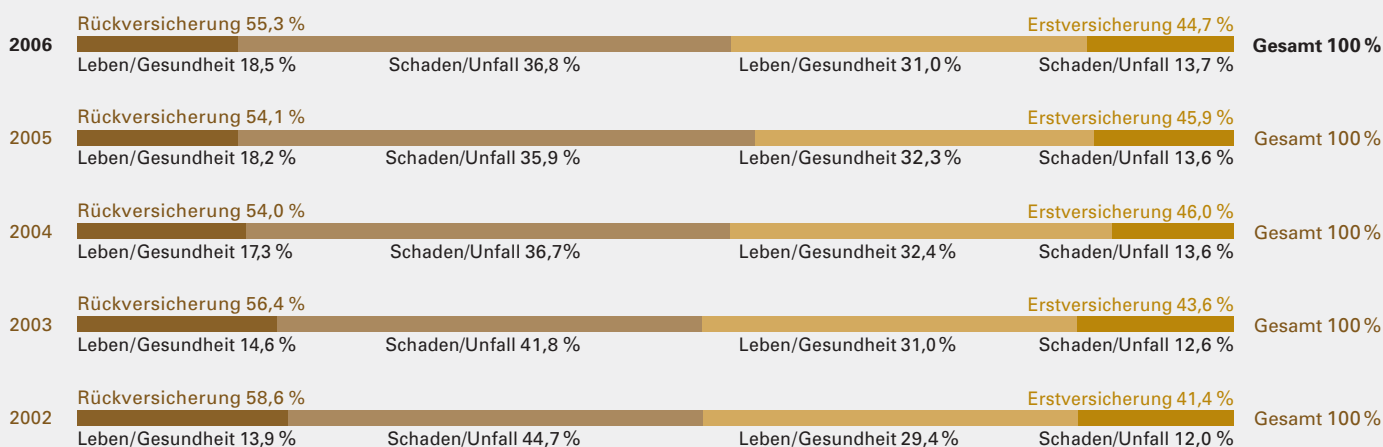 Rückversicherung 55,3 % Erstversicherung 44,7 %
2006 Gesamt 100 %
Leben/Gesundheit 18,5 % Schaden/Unfall 36,8 % Leben/Gesundheit 31,0 % Schaden/Unfall 13,7 %
Rückversicherung 54,1 % Erstversicherung 45,9 %
2005 Gesamt 100 %
Leben/Gesundheit 18,2 % Schaden/Unfall 35,9 % Leben/Gesundheit 32,3 % Schaden/Unfall 13,6 %
Rückversicherung 54,0 % Erstversicherung 46,0 %
2004 Gesamt 100 %
Leben/Gesundheit 17,3 % Schaden/Unfall 36,7% Leben/Gesundheit 32,4 % Schaden/Unfall 13,6 %
Rückversicherung 56,4 % Erstversicherung 43,6 %
2003 Gesamt 100 %
Leben/Gesundheit 14,6 % Schaden/Unfall 41,8 % Leben/Gesundheit 31,0 % Schaden/Unfall 12,6 %
Rückversicherung 58,6 % Erstversicherung 41,4 %
2002 Gesamt 100 %
Leben/Gesundheit 13,9 % Schaden/Unfall 44,7 % Leben/Gesundheit 29,4 % Schaden/Unfall 12,0 %